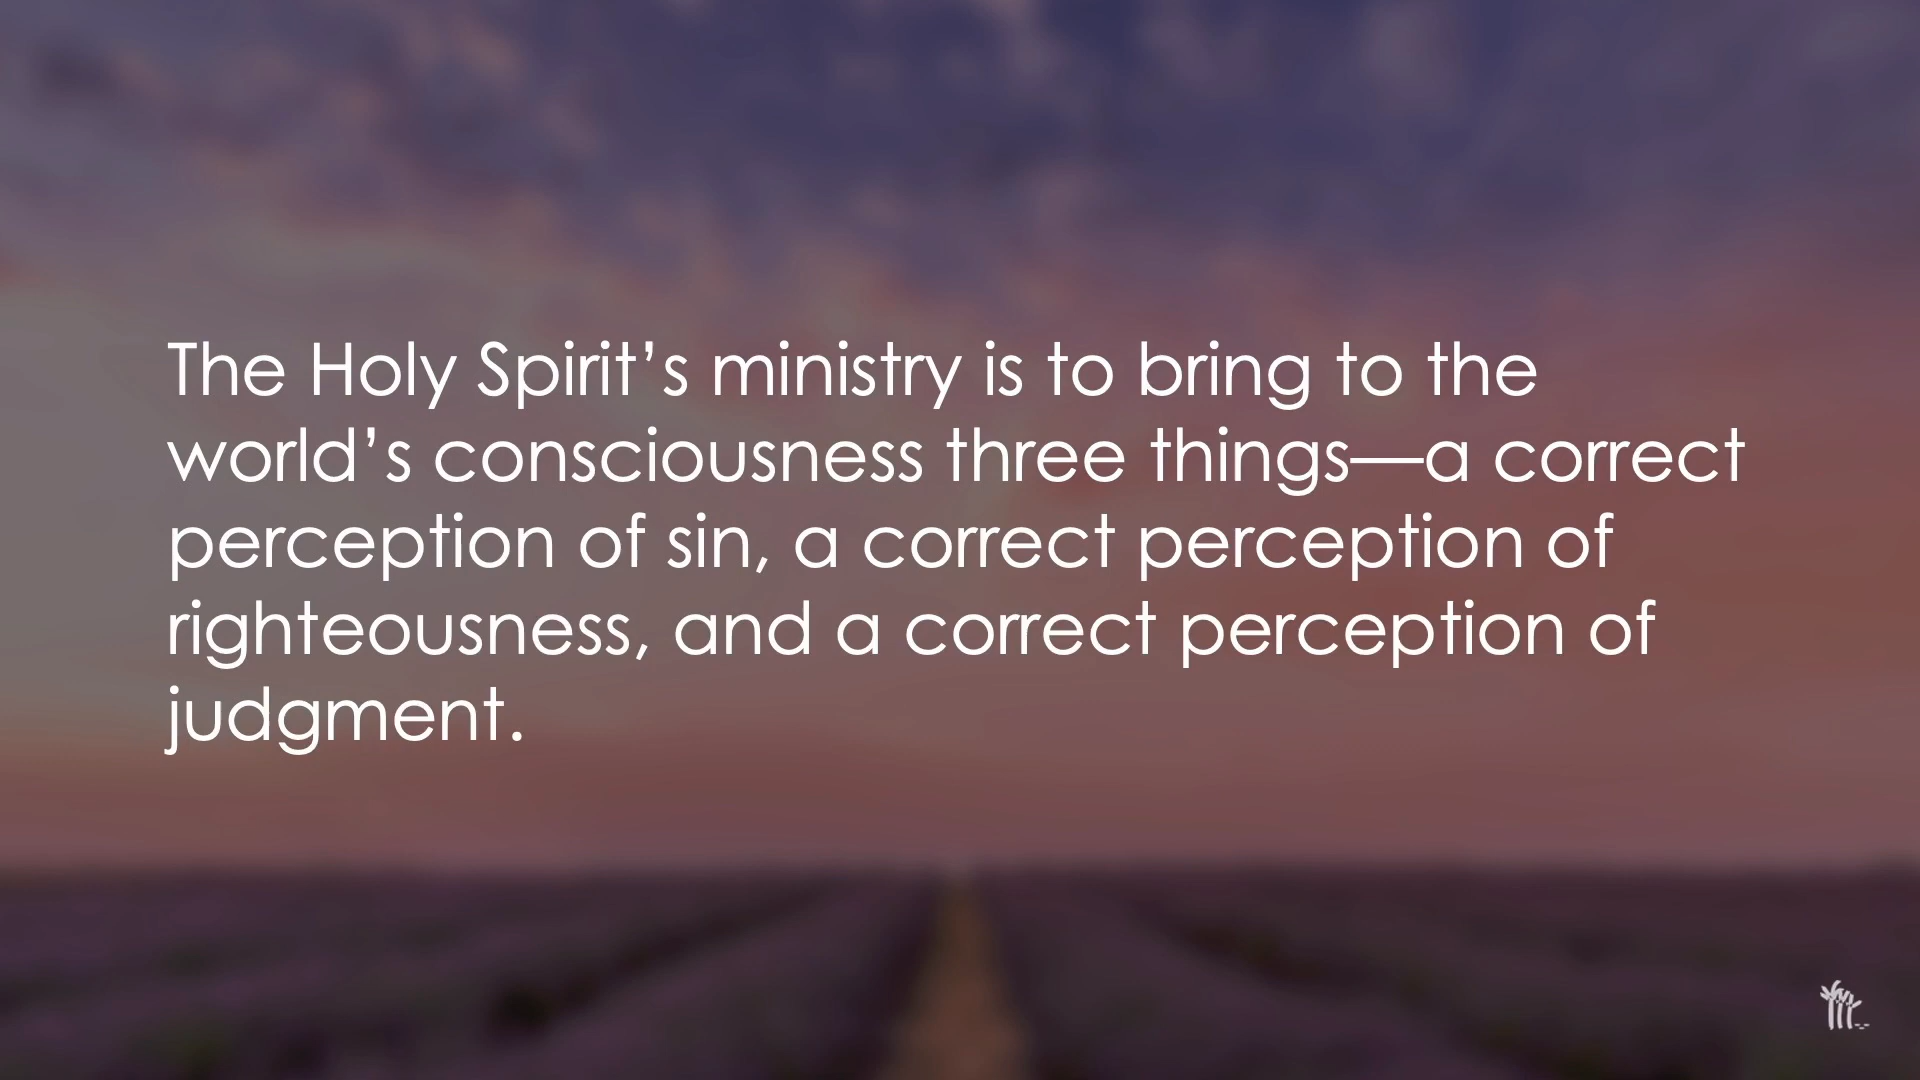 The Holy Spirit’s ministry is to bring to the
world’s consciousness three things—a correct
perception of sin, a correct perception of
righteousness, and a correct perception of
judgment.